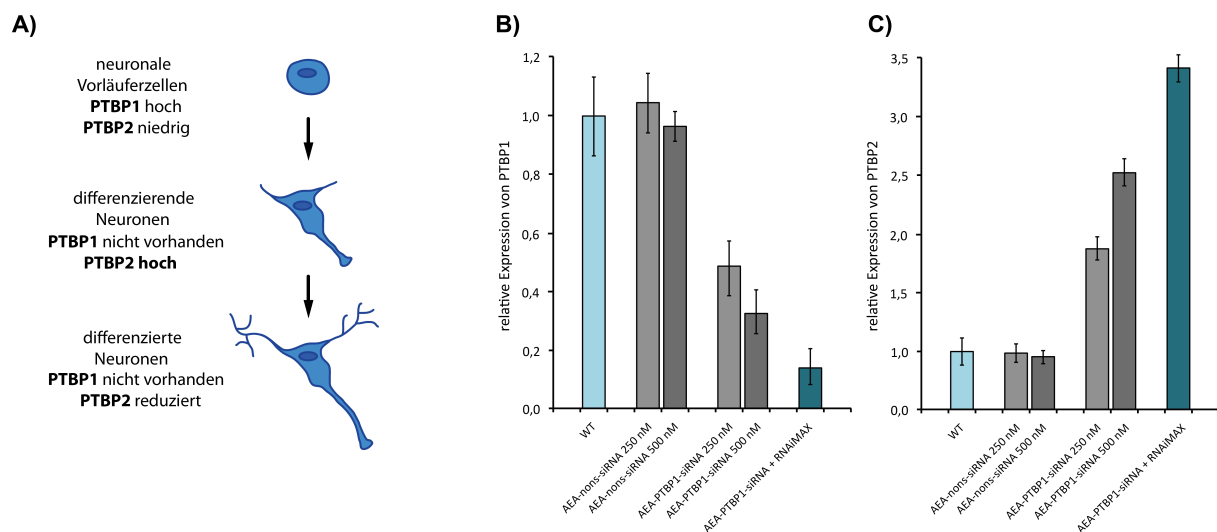 A)
neuronale
Vorläuferzellen
PTBP1 hoch
PTBP2 niedrig
differenzierende
Neuronen
PTBP1 nicht vorhanden
PTBP2 hoch
differenzierte
Neuronen
PTBP1 nicht vorhanden
PTBP2 reduziert
B)
relative Expression von PTBP1
1,2
1,0
0,8
0,6
0,4
0,2
0,0
WT
AEA-nons-siRNA 250 nM
AEA-nons-siRNA 500 nM
AEA-PTBP1-siRNA 250 nM
AEA-PTBP1-siRNA 500 nM
AEA-PTBP1-siRNA + RNAiMAX
C)
relative Expression von PTBP2
3,5
3,0
2,5
2,0
1,5
1,0
0,0
WT
AEA-nons-siRNA 250 nM
AEA-nons-siRNA 500 nM
AEA-PTBP1-siRNA 250 nM
AEA-PTBP1-siRNA 500 nM
AEA-PTBP1-siRNA + RNAiMAX